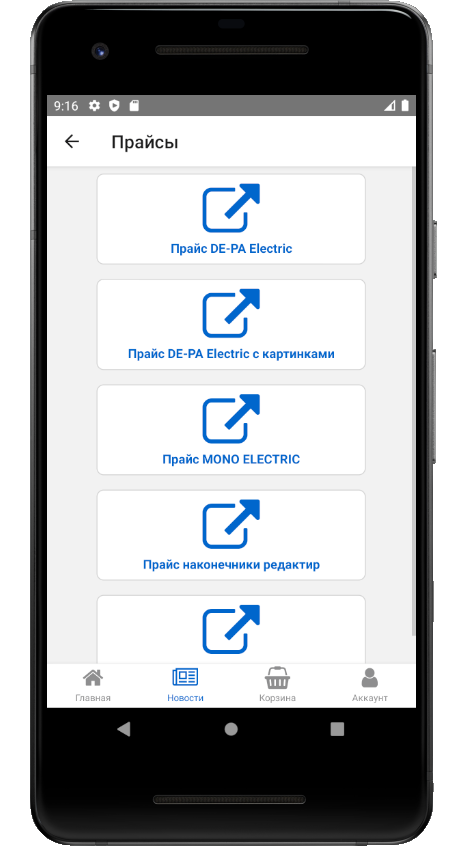 9:16
Прайсы
Прайс DE-PA Electric
Прайс DE-PA Electric с картинками
Прайс MONO ELECTRIC
Прайс наконечники редактир
Главная
Новости
Корзина
Аккаунт